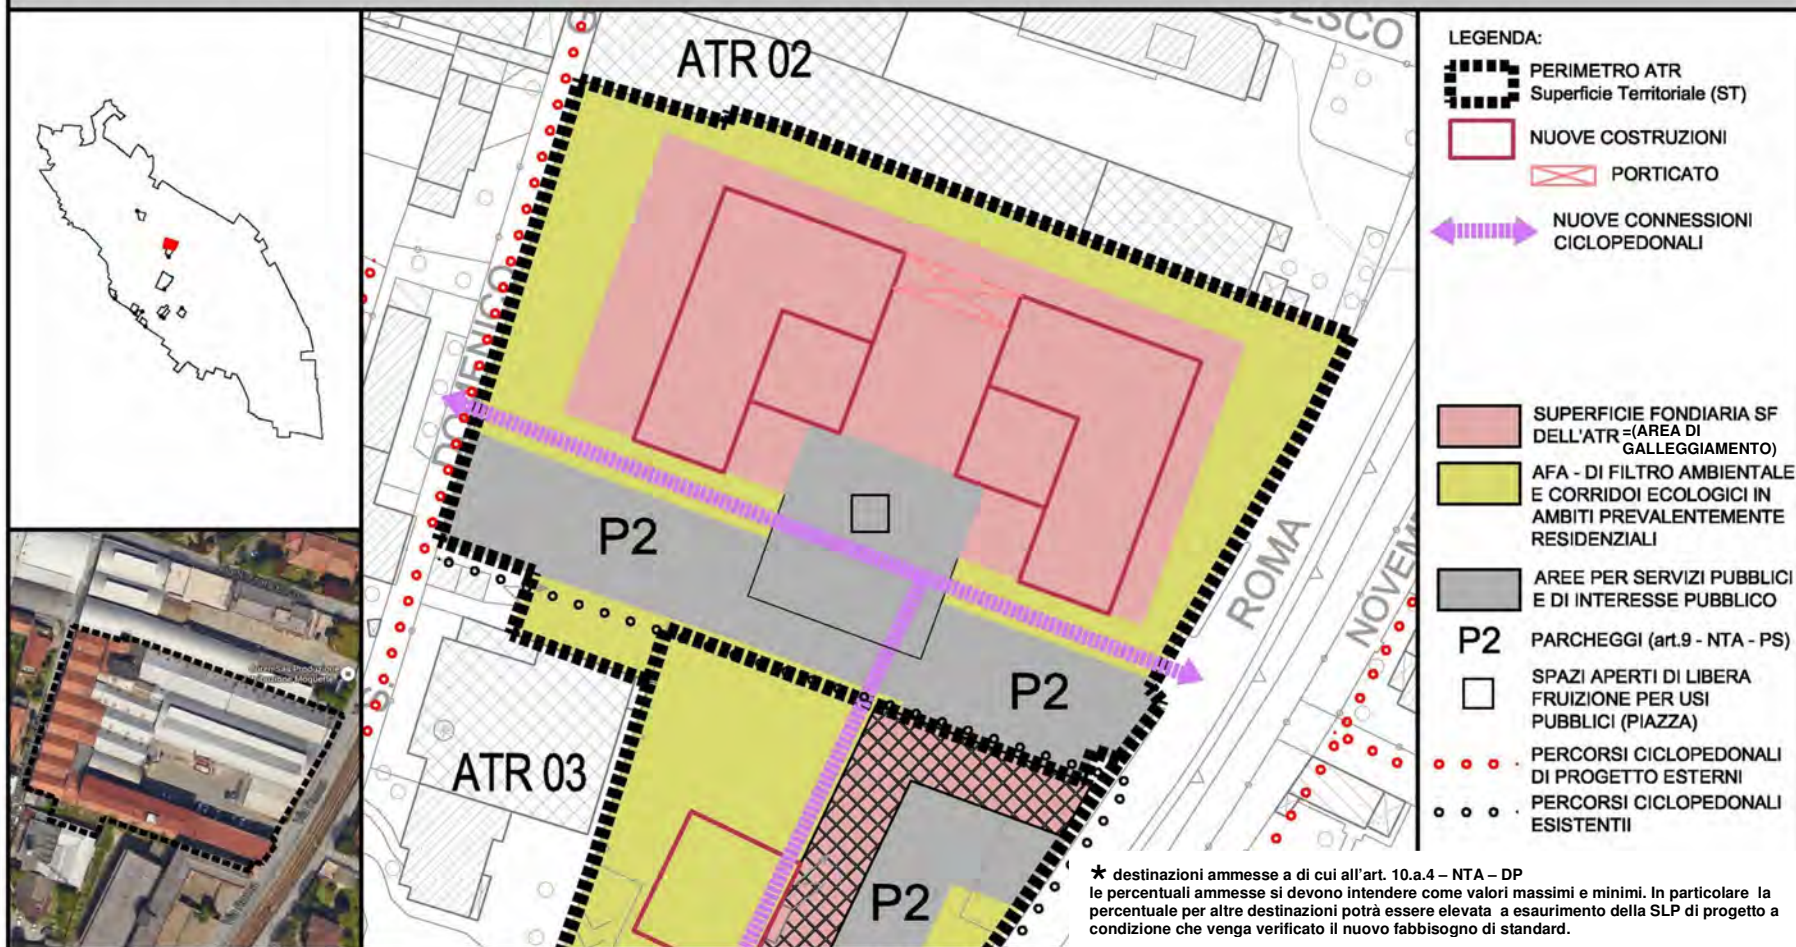 ESCO
ATR 02
DOMENICO
S.
P2
P2
ROMA
NOVEM
ATR 03
P2
LEGENDA:
PERIMETRO ATR
Superficie Territoriale (ST)
NUOVE COSTRUZIONI
PORTICATO
NUOVE CONNESSIONI
CICLOPEDONALI
SUPERFICIE FONDIARIA SF
DELL'ATR =(AREA DI
GALLEGGIAMENTO)
AFA - DI FILTRO AMBIENTALE
E CORRIDOI ECOLOGICI IN
AMBITI PREVALENTEMENTE
RESIDENZIALI
AREE PER SERVIZI PUBBLICI
E DI INTERESSE PUBBLICO
P2 PARCHEGGI (art.9 - NTA - PS)
SPAZI APERTI DI LIBERA
FRUIZIONE PER USI
PUBBLICI (PIAZZA)
PERCORSI CICLOPEDONALI
DI PROGETTO ESTERNI
PERCORSI CICLOPEDONALI
ESISTENTII
* destinazioni ammesse a di cui all'art. 10.a.4 – NTA – DP
le percentuali ammesse si devono intendere come valori massimi e minimi. In particolare la
percentuale per altre destinazioni potrà essere elevata a esaurimento della SLP di progetto a
condizione che venga verificato il nuovo fabbisogno di standard.